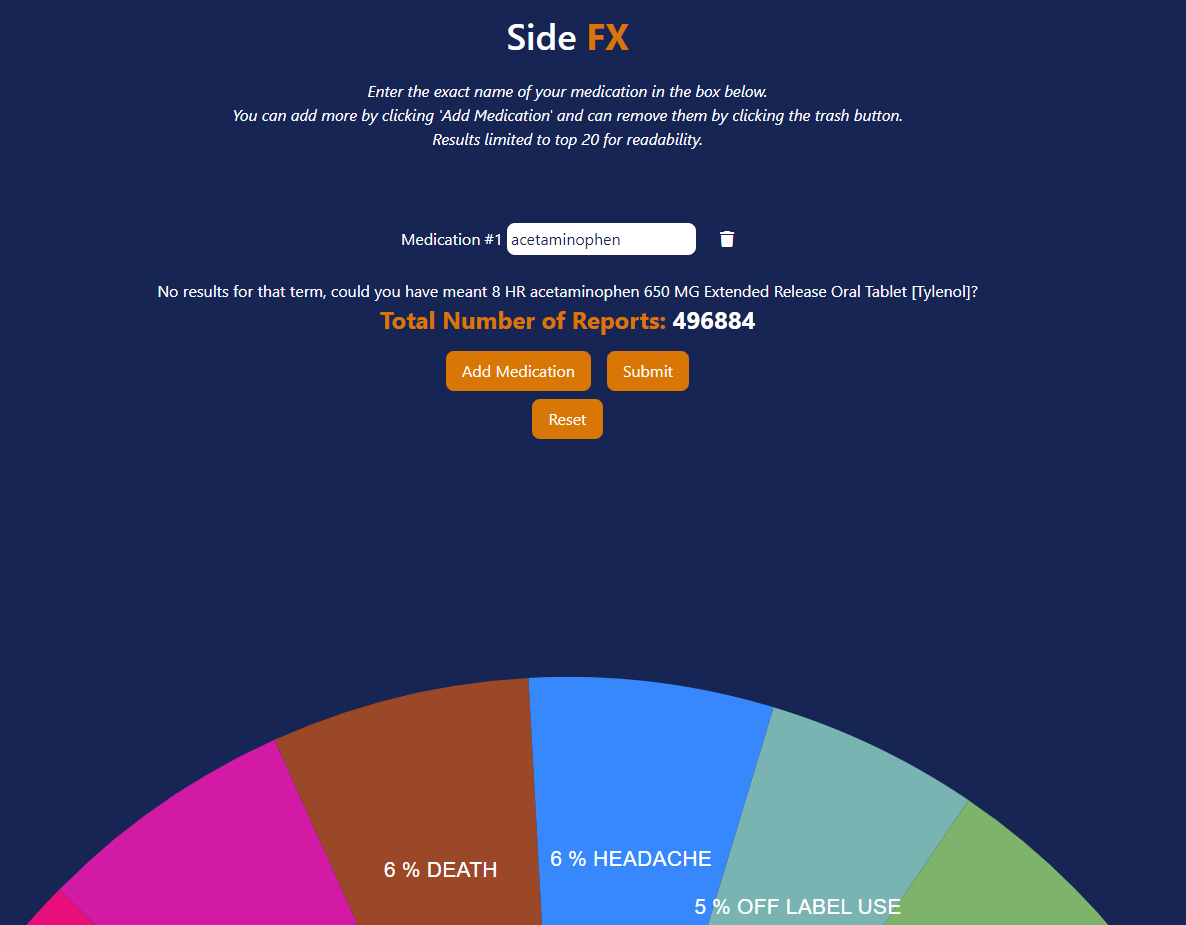 Side FX
Enter the exact name of your medication in the box below.
You can add more by clicking 'Add Medication' and can remove them by clicking the trash button.
Results limited to top 20 for readability.
Medication #1 acetaminophen
No results for that term, could you have meant 8 HR acetaminophen 650 MG Extended Release Oral Tablet [Tylenol]?
Total Number of Reports: 496884
Add Medication Submit
Reset
6 % HEADACHE
6 % DEATH
5 % OFF LABEL USE